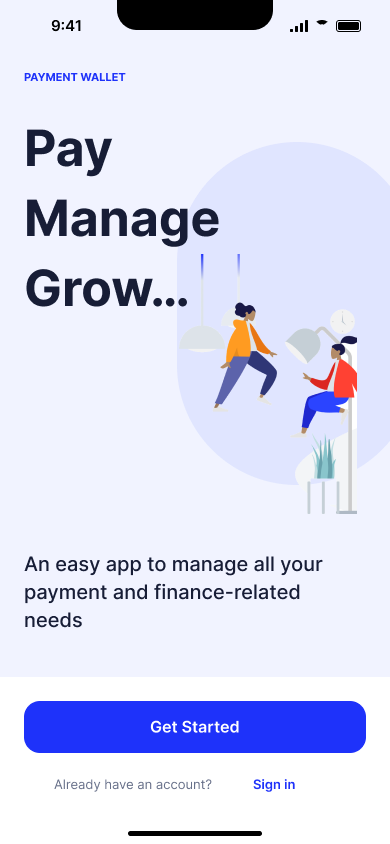 9:41
PAYMENT WALLET
Pay
Manage
Grow...
An easy app to manage all your
payment and finance-related
needs
Get Started
Already have an account? Sign in